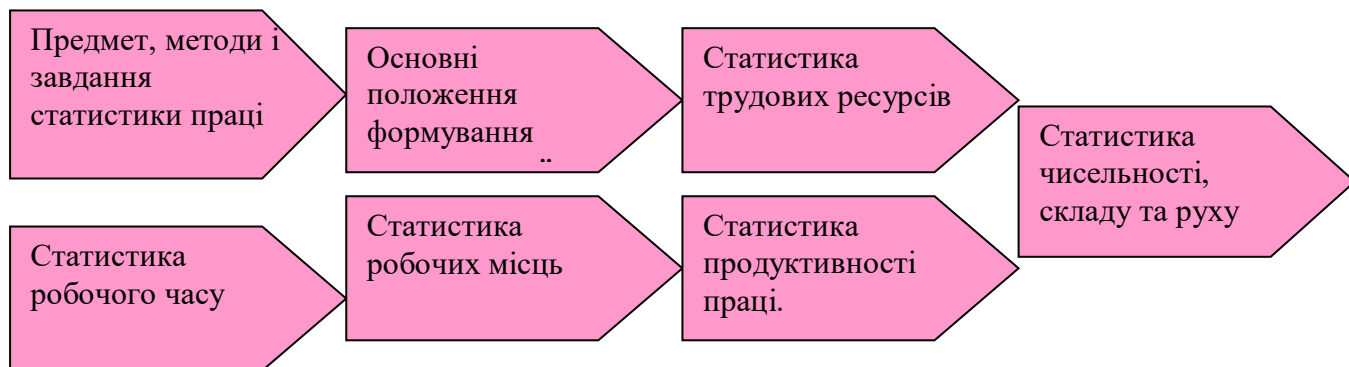 Предмет, методи і
завдання
статистики праці
Основні
положення
формування
Статистика
трудових ресурсів
Статистика
чисельності,
складу та руху
Статистика
робочого часу
Статистика
робочих місць
Статистика
продуктивності
праці.